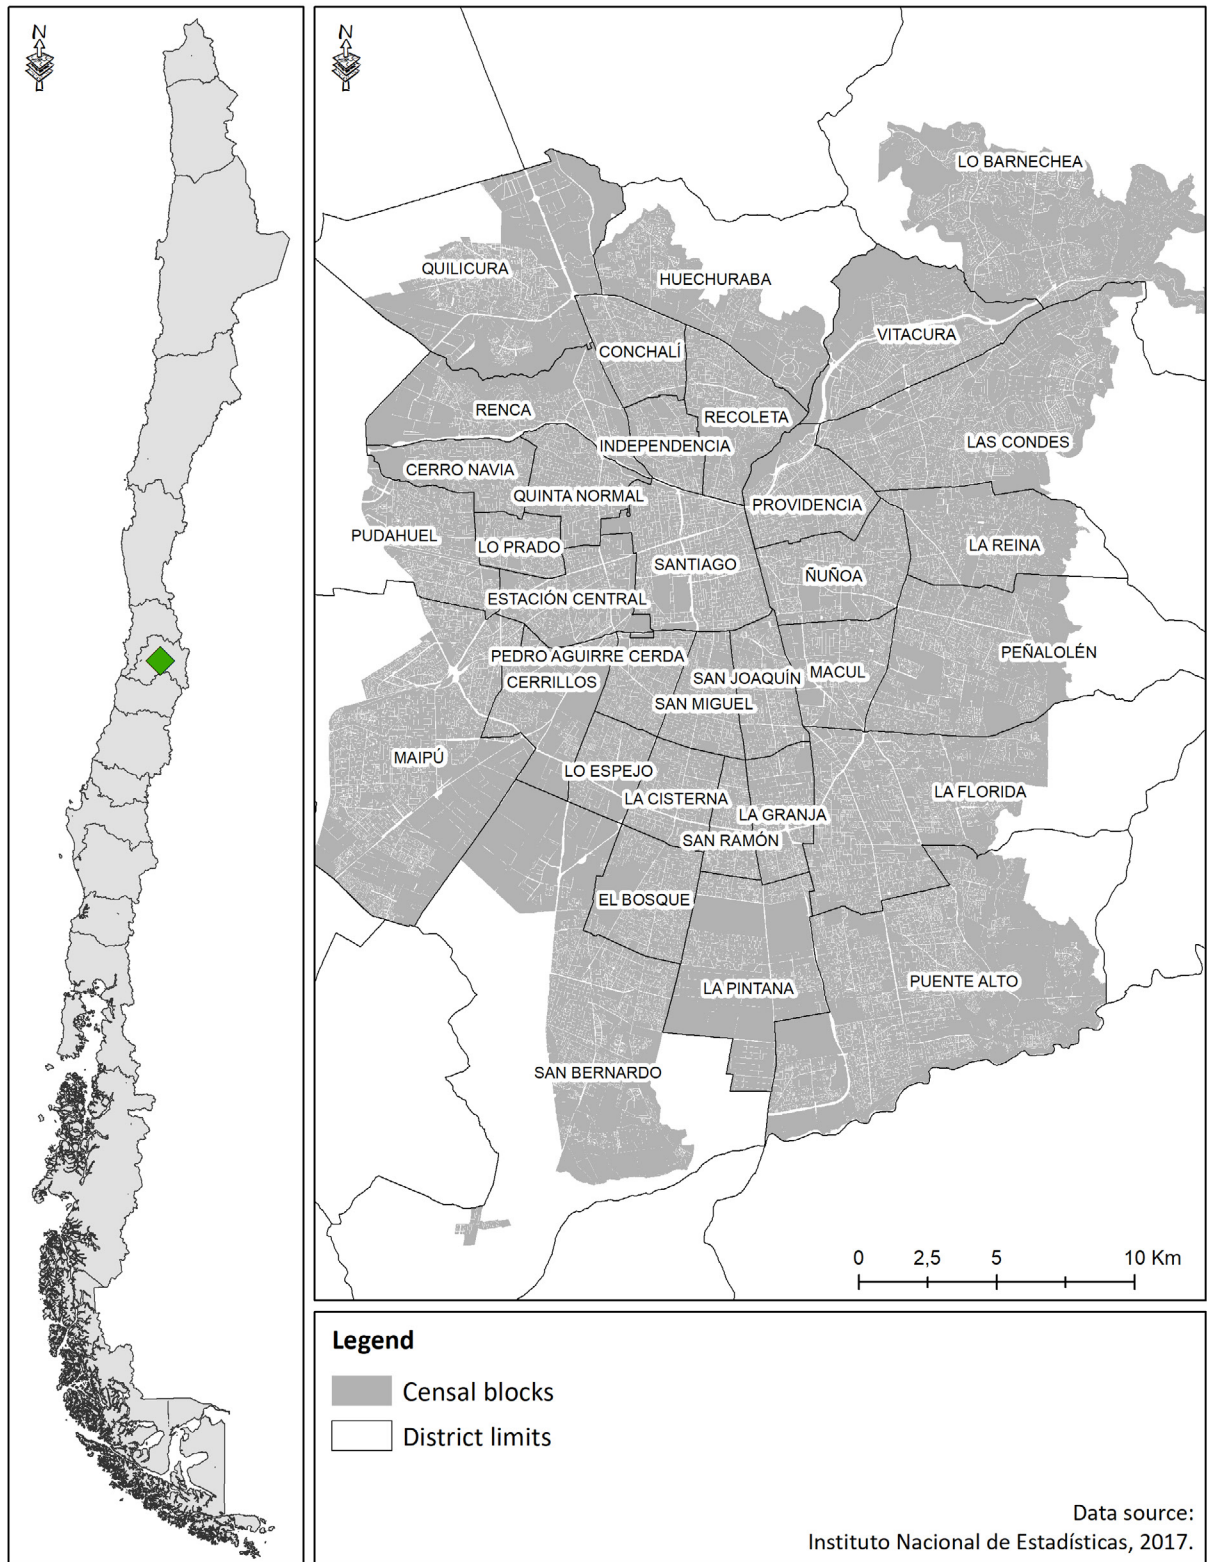 N
N
LO BARNECHEA
QUILICURA
HUECHURABA
VITACURA
CONCHALÍ
RENCA
RECOLETA
INDEPENDENCIA
LAS CONDES
CERRO NAVIA
QUINTA NORMAL
PROVIDENCIA
PUDAHUEL
LO PRADO
LA REINA
SANTIAGO
ÑUÑOA
ESTACIÓN CENTRAL
PEÑALOLÉN
PEDRO AGUIRRE CERDA
CERRILLOS
SAN JOAQUÍN
MACUL
SAN MIGUEL
MAIPÚ
LO ESPEJO
LA CISTERNA
LA FLORIDA
LA GRANJA
SAN RAMÓN
EL BOSQUE
PUENTE ALTO
LA PINTANA
SAN BERNARDO
0 2,5 5 10 Km
Legend
Censal blocks
District limits
Data source:
Instituto Nacional de Estadísticas, 2017.